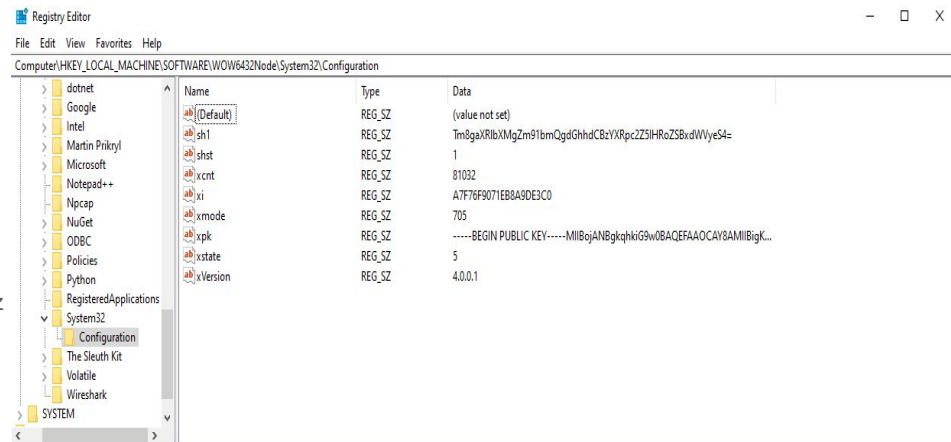 Registry Editor
File Edit View Favorites Help
Computer\HKEY_LOCAL_MACHINE\SOFTWARE\WOW6432Node\System32\Configuration
dotnet
Google
Intel
Martin Prikryl
Microsoft
Notepad++
Npcap
NuGet
ODBC
Policies
Python
RegisteredApplications
System32
Configuration
The Sleuth Kit
Volatile
Wireshark
SYSTEM
Name Type Data
(Default) REG_SZ (value not set)
sh1 REG_SZ Tm8gaXRlbXMgZm91bmQgdGhhdCBzYXRpc2Z5IHRoZSBxdWVyeS4=
shst REG_SZ 1
xcnt REG_SZ 81032
xi REG_SZ A7F76F9071EB8A9DE3C0
xmode REG_SZ 705
xpk REG_SZ -----BEGIN PUBLIC KEY-----MIIBojANBgkqhkiG9w0BAQEFAAOCAY8AMIIBigK...
xstate REG_SZ 5
xVersion REG_SZ 4.0.0.1